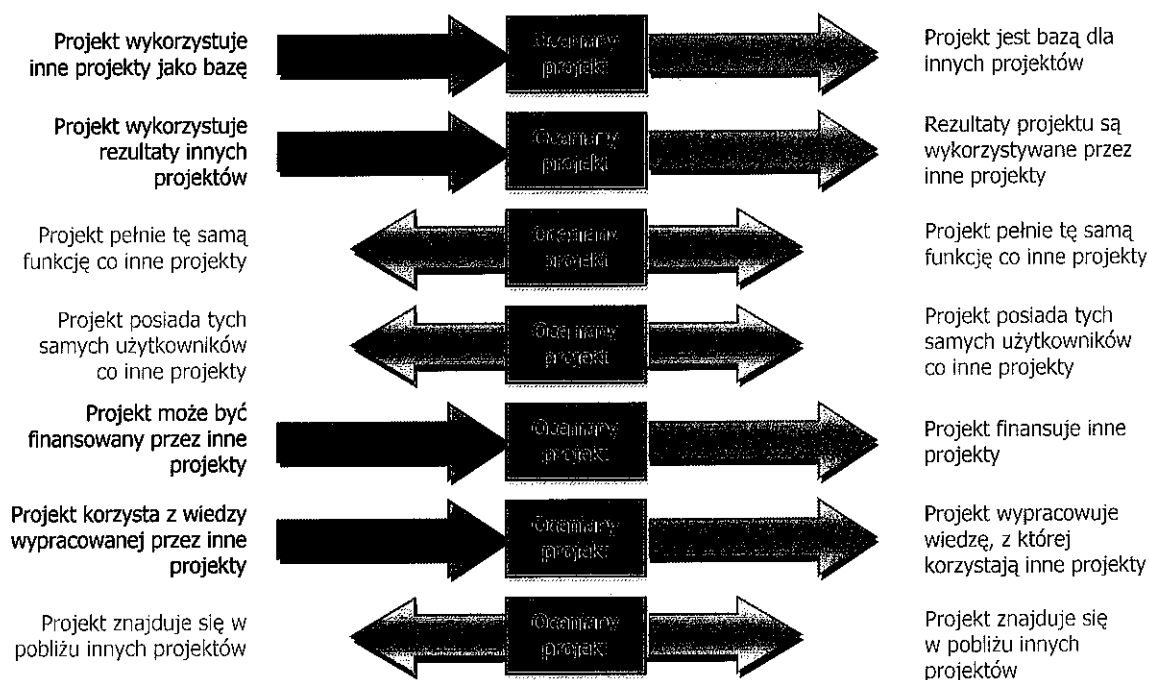 Projekt wykorzystuje
inne projekty jako bazę
Oceniany
projekt
Projekt jest bazą dla
innych projektów
Projekt wykorzystuje
rezultaty innych
projektów
Oceniany
projekt
Rezultaty projektu są
wykorzystywane przez
inne projekty
Projekt pełnie tę samą
funkcję co inne projekty
Oceniany
projekt
Projekt pełnie tę samą
funkcję co inne projekty
Projekt posiada tych
samych użytkowników
co inne projekty
Oceniany
projekt
Projekt posiada tych
samych użytkowników
co inne projekty
Projekt może być
finansowany przez inne
projekty
Oceniany
projekt
Projekt finansuje inne
projekty
Projekt korzysta z wiedzy
wypracowanej przez inne
projekty
Oceniany
projekt
Projekt wypracowuje
wiedzę, z której
korzystają inne projekty
Projekt znajduje się w
pobliżu innych projektów
Oceniany
projekt
Projekt znajduje się
w pobliżu innych
projektów